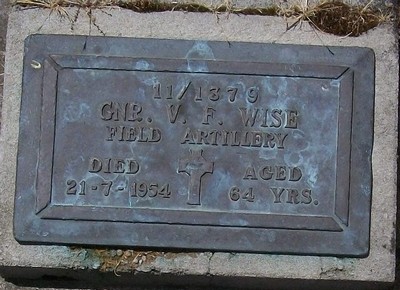 11/1379
GNR. V. F. WISE
FIELD ARTILLERY
DIED AGED
21-7-1954 64 YRS.